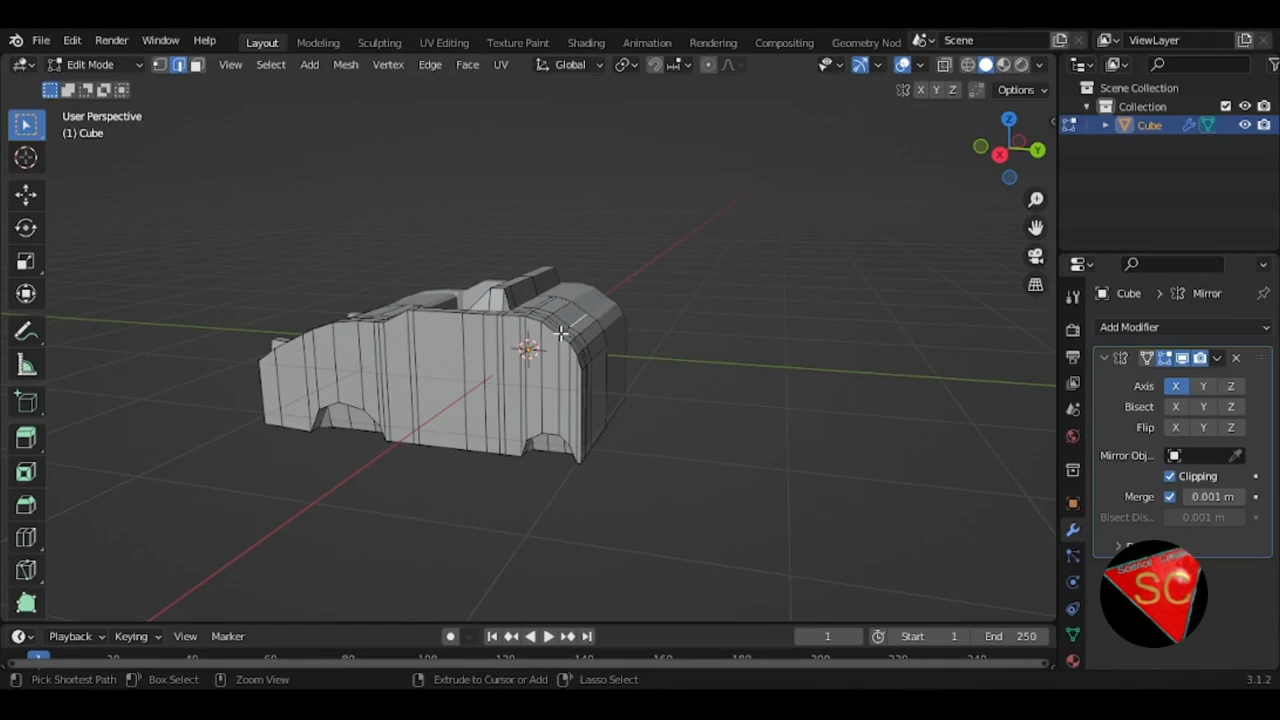 File Edit Render Window Help Layout Modeling Sculpting UV Editing Texture Paint Shading Animation Rendering Compositing Geometry Nod Scene ViewLayer
Edit Mode View Select Add Mesh Vertex Edge Face UV Global
X Y Z Options
User Perspective
(1) Cube
Z
Y
X
Scene Collection
Collection
Cube
Cube Mirror
Add Modifier
Axis X Y Z
Bisect X Y Z
Flip X Y Z
Mirror Obj...
Clipping
Merge 0.001 m
Bisect Dis... 0.001 m
SC
Playback Keying View Marker 1 Start 1 End 250
Pick Shortest Path Box Select Zoom View Extrude to Cursor or Add Lasso Select 3.1.2